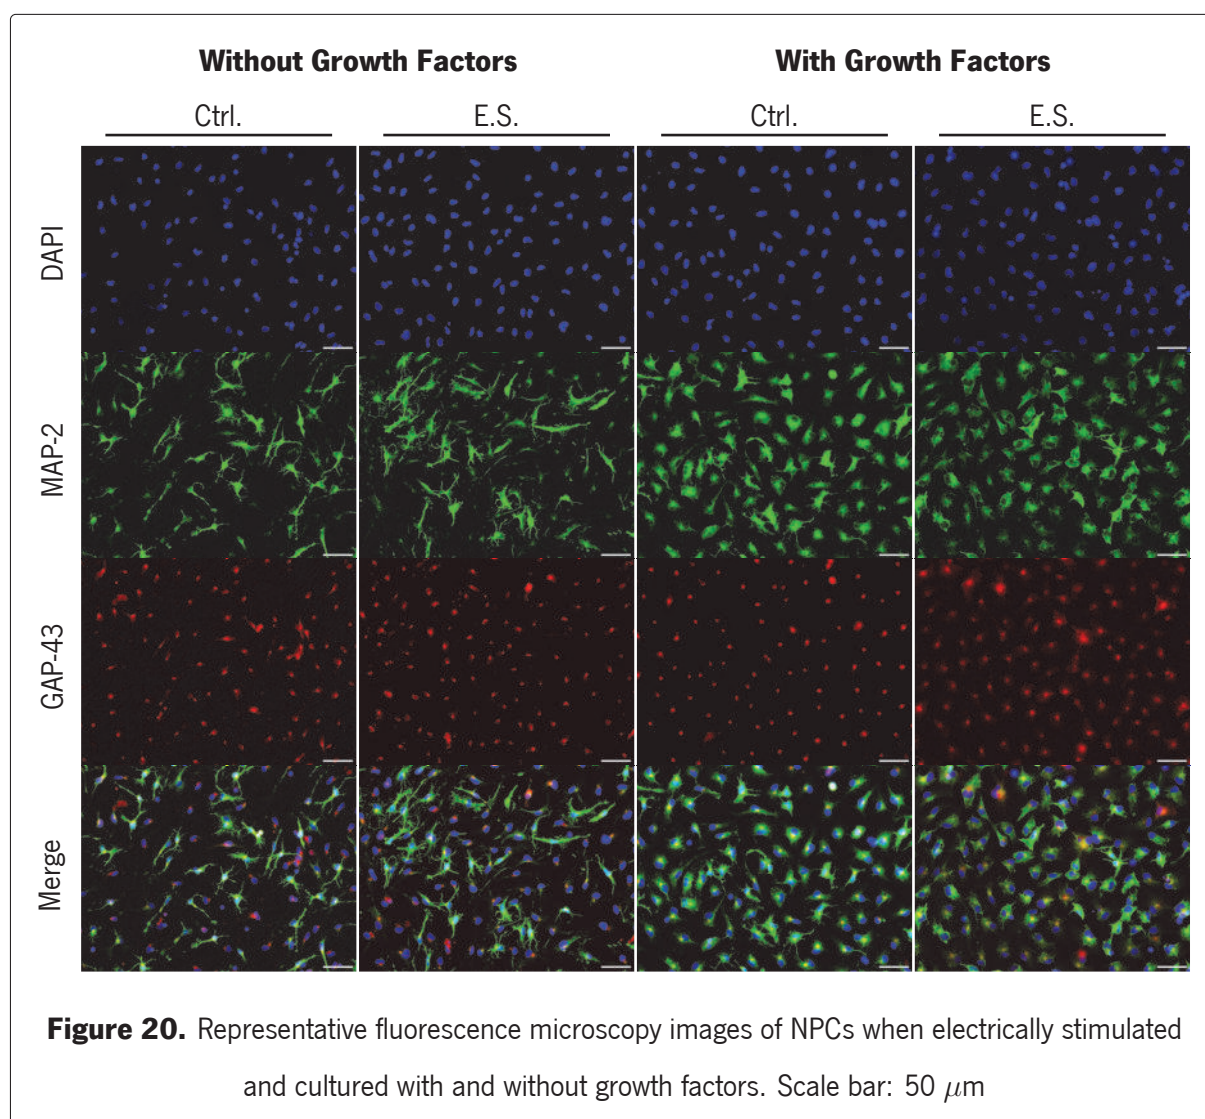 Without Growth Factors
With Growth Factors
Ctrl.
E.S.
Ctrl.
E.S.
DAPI
MAP-2
GAP-43
Merge
Figure 20. Representative fluorescence microscopy images of NPCs when electrically stimulated
and cultured with and without growth factors. Scale bar: 50 μm